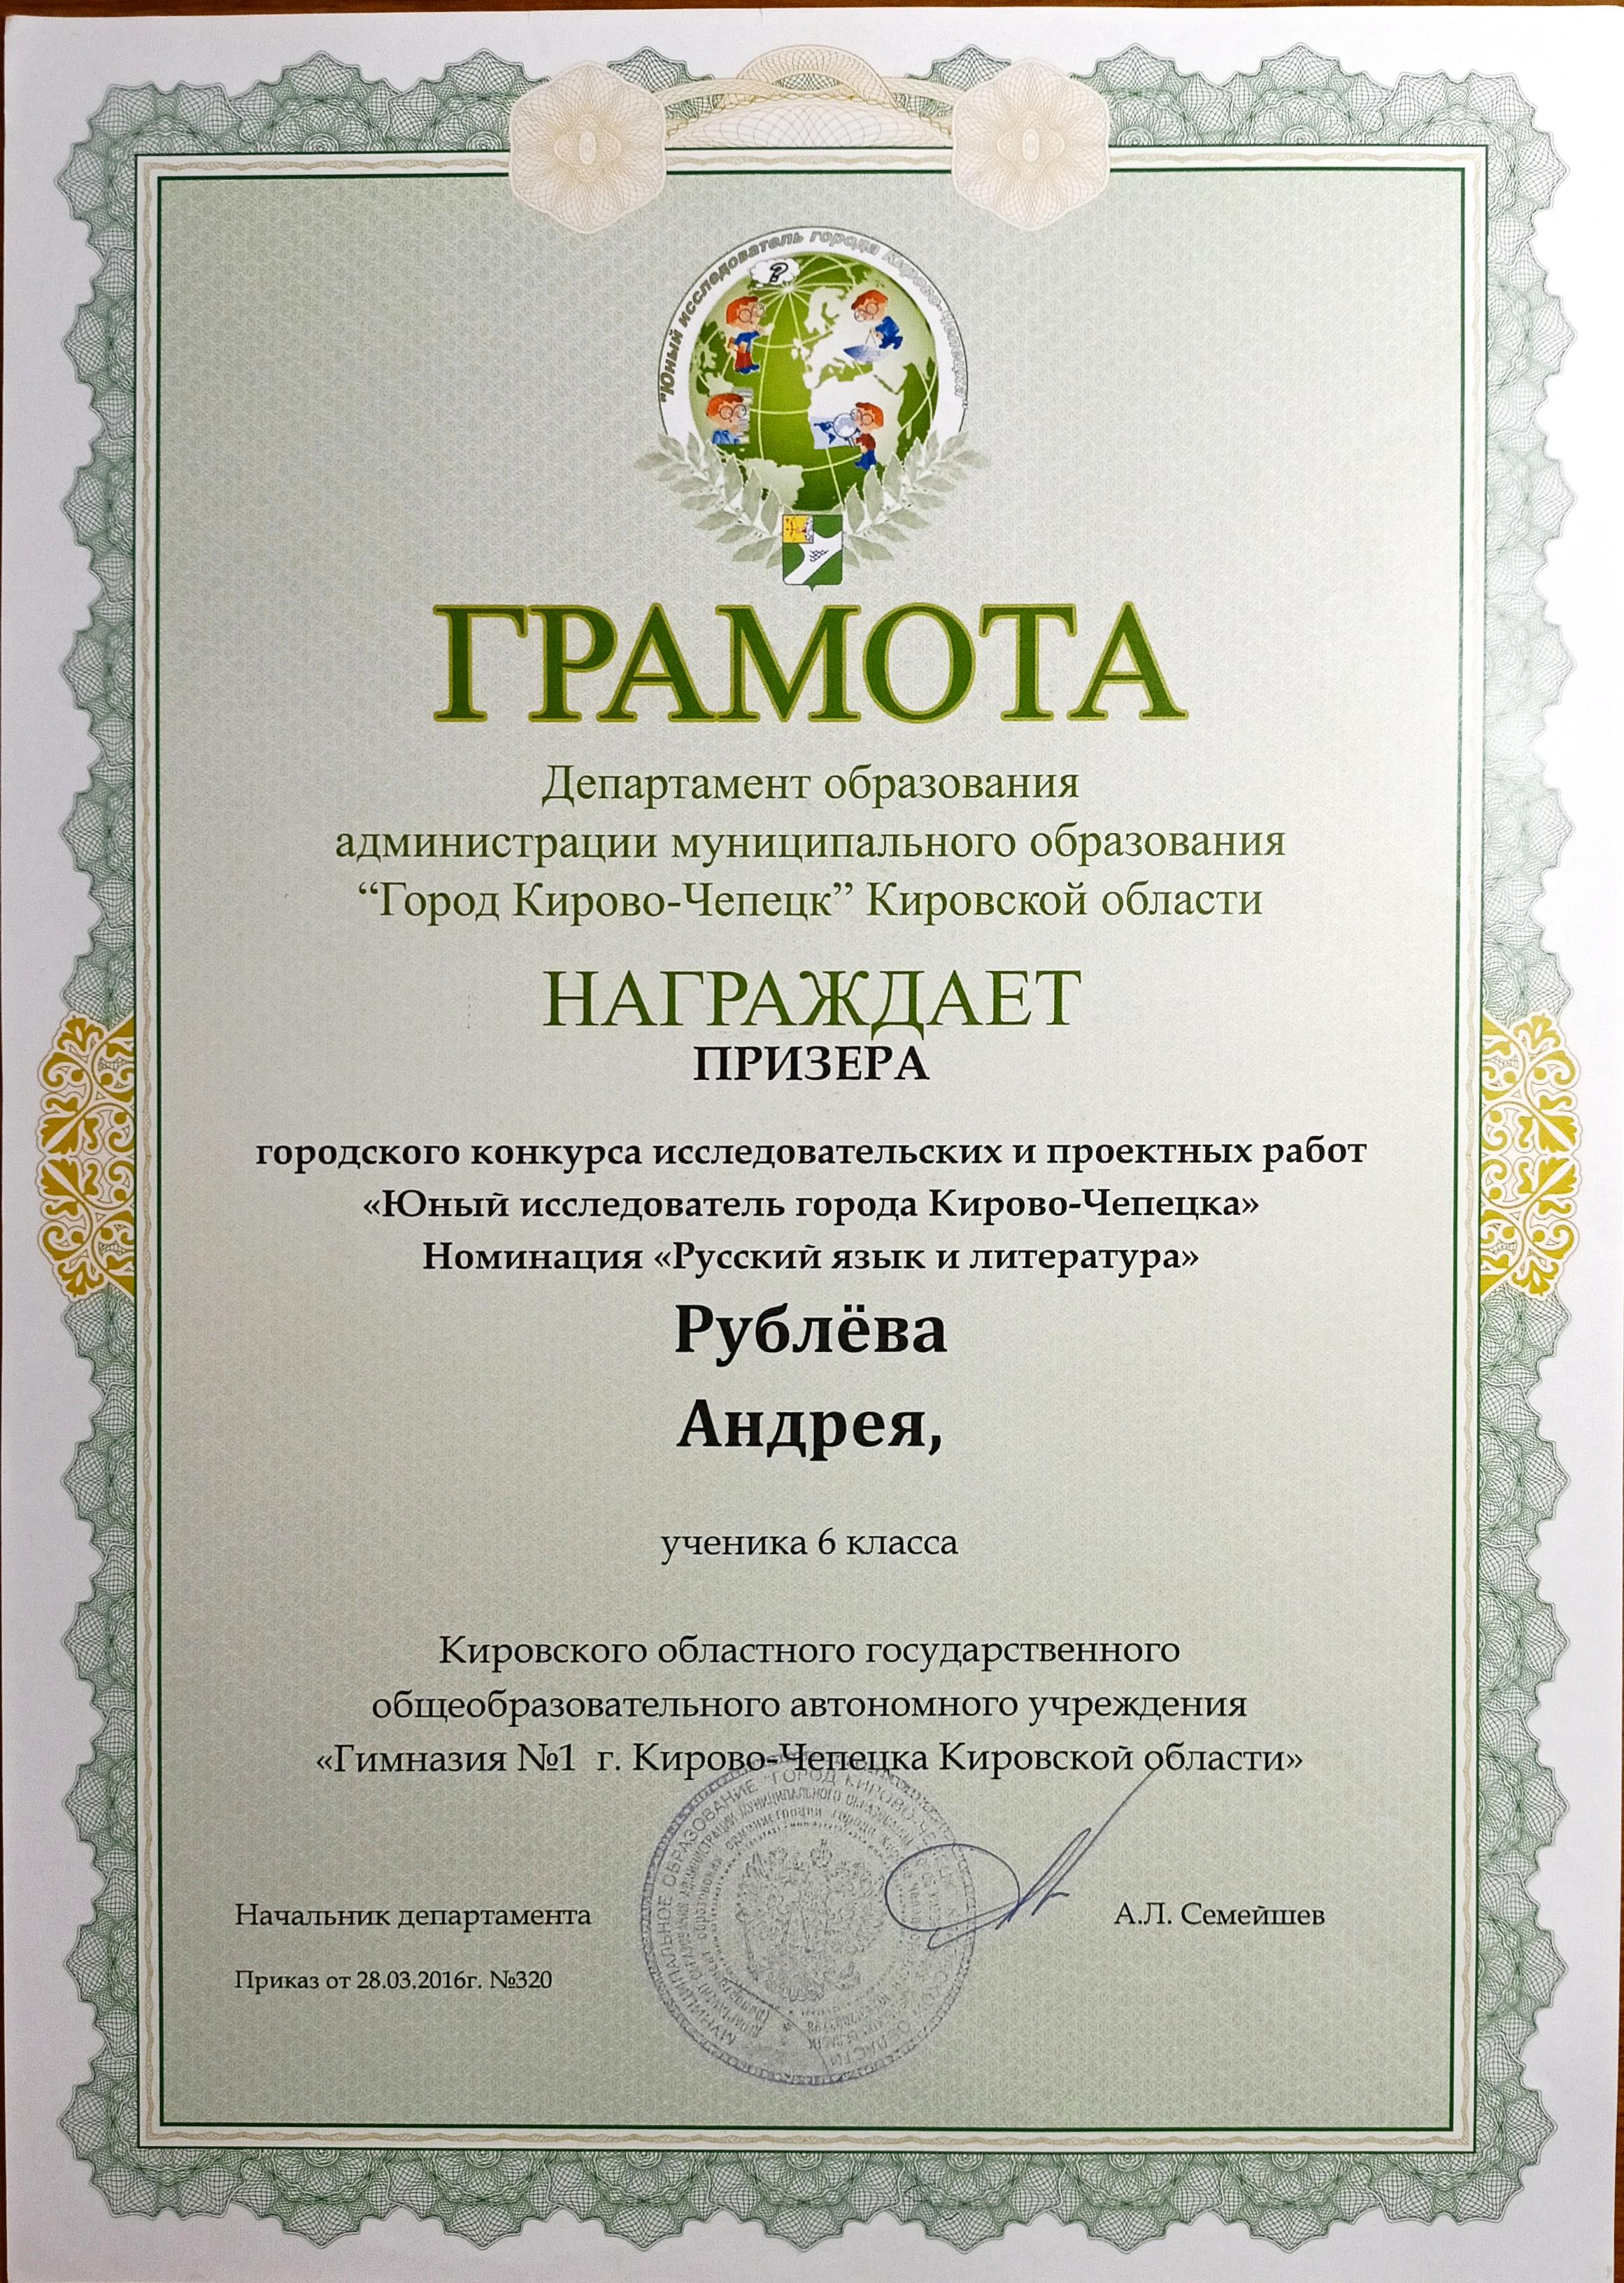 "Юный исследователь города Кирово-Чепецка"
?
ГРАМОТА
Департамент образования
администрации муниципального образования
“Город Кирово-Чепецк” Кировской области
НАГРАЖДАЕТ
ПРИЗЕРА
городского конкурса исследовательских и проектных работ
«Юный исследователь города Кирово-Чепецка»
Номинация «Русский язык и литература»
Рублёва
Андрея,
ученика 6 класса
Кировского областного государственного
общеобразовательного автономного учреждения
«Гимназия №1 г. Кирово-Чепецка Кировской области»
МУНИЦИПАЛЬНОЕ ОБРАЗОВАНИЕ "ГОРОД КИРОВО-ЧЕПЕЦК" ОБЛАСТИ
Начальник департамента
А.Л. Семейшев
Приказ от 28.03.2016г. №320